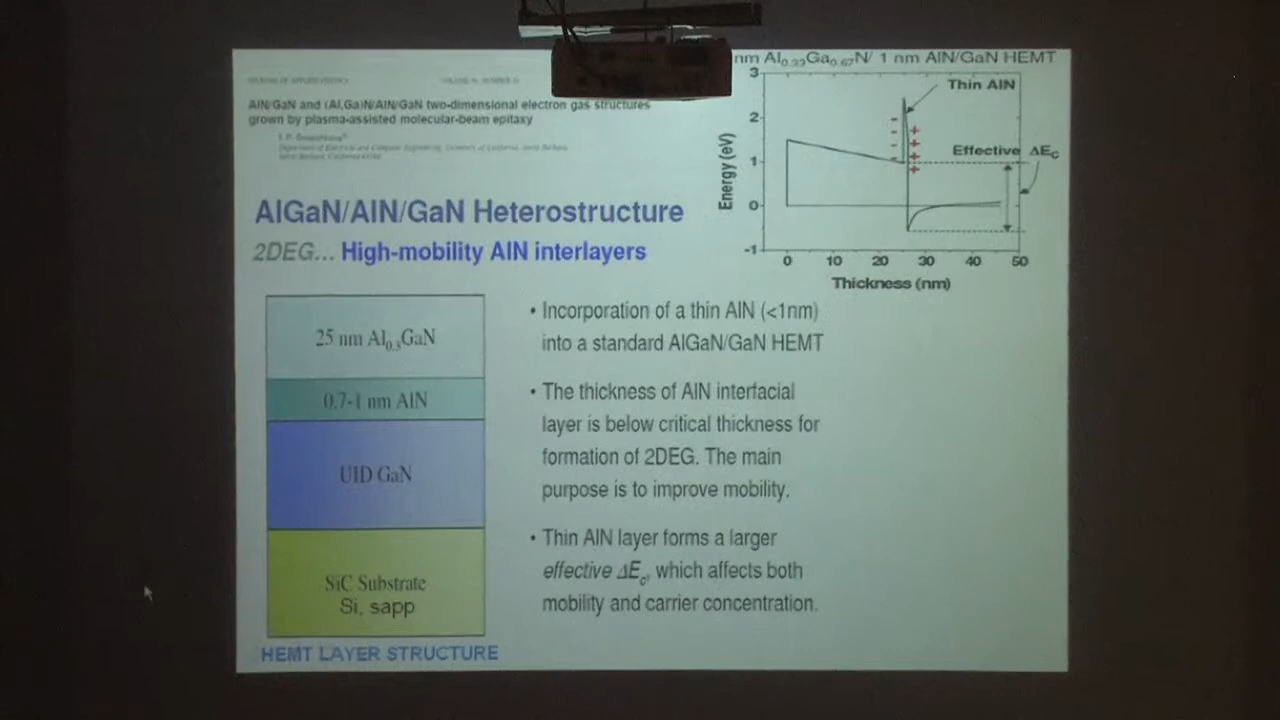 JOURNAL OF APPLIED PHYSICS
AlN/GaN and (Al,Ga)N/AlN/GaN two-dimensional electron gas structures
grown by plasma-assisted molecular-beam epitaxy
AlGaN/AlN/GaN Heterostructure
2DEG... High-mobility AlN interlayers
nm Al0.33Ga0.67N/ 1 nm AlN/GaN HEMT
Thin AlN
Effective ΔEc
Energy (eV)
3
2
1
0
-1
0 10 20 30 40 50
Thickness (nm)
25 nm Al0.3GaN
0.7-1 nm AlN
UID GaN
SiC Substrate
Si, sapp
HEMT LAYER STRUCTURE
• Incorporation of a thin AlN (<1nm)
into a standard AlGaN/GaN HEMT
• The thickness of AlN interfacial
layer is below critical thickness for
formation of 2DEG. The main
purpose is to improve mobility.
• Thin AlN layer forms a larger
effective ΔEc, which affects both
mobility and carrier concentration.